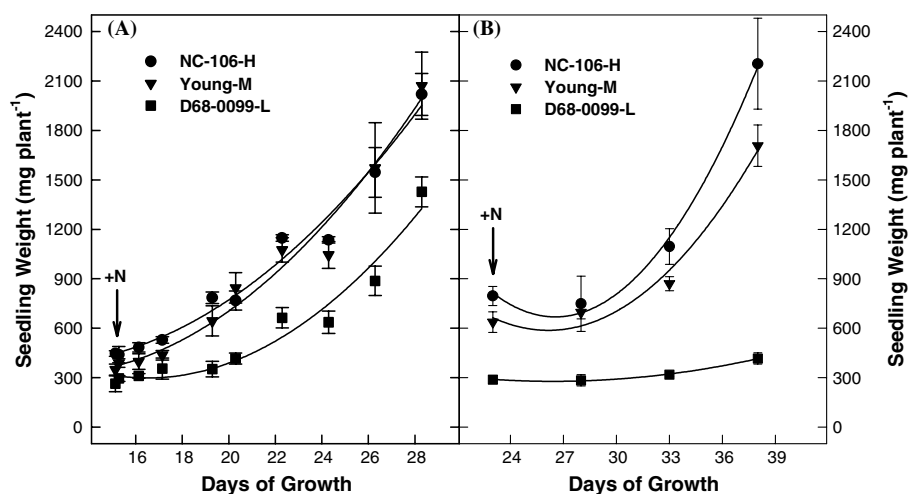 (A)
NC-106-H
Young-M
D68-0099-L
+N
Seedling Weight (mg plant⁻¹)
2400
2100
1800
1500
1200
900
600
300
0
16 18 20 22 24 26 28
Days of Growth
(B)
NC-106-H
Young-M
D68-0099-L
+N
24 27 30 33 36 39
Days of Growth
2400
2100
1800
1500
1200
900
600
300
0
Seedling Weight (mg plant⁻¹)